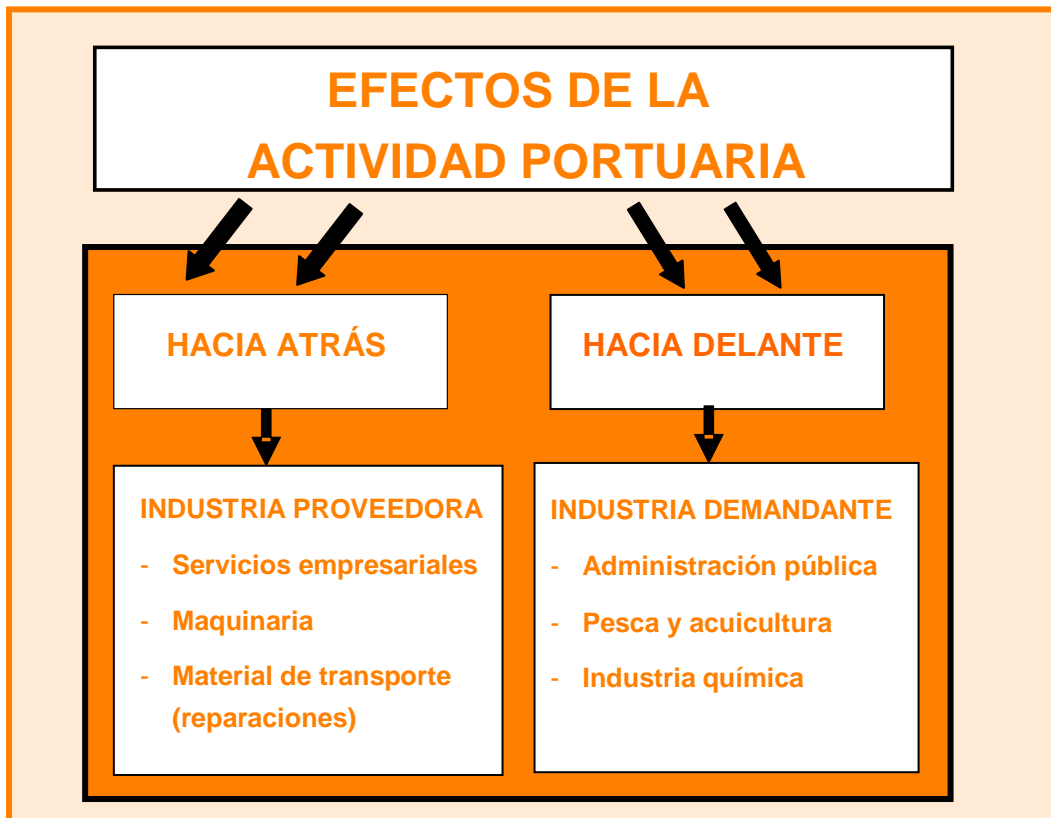 EFECTOS DE LA
ACTIVIDAD PORTUARIA
HACIA ATRÁS
HACIA DELANTE
INDUSTRIA PROVEEDORA
- Servicios empresariales
- Maquinaria
- Material de transporte
(reparaciones)
INDUSTRIA DEMANDANTE
- Administración pública
- Pesca y acuicultura
- Industria química